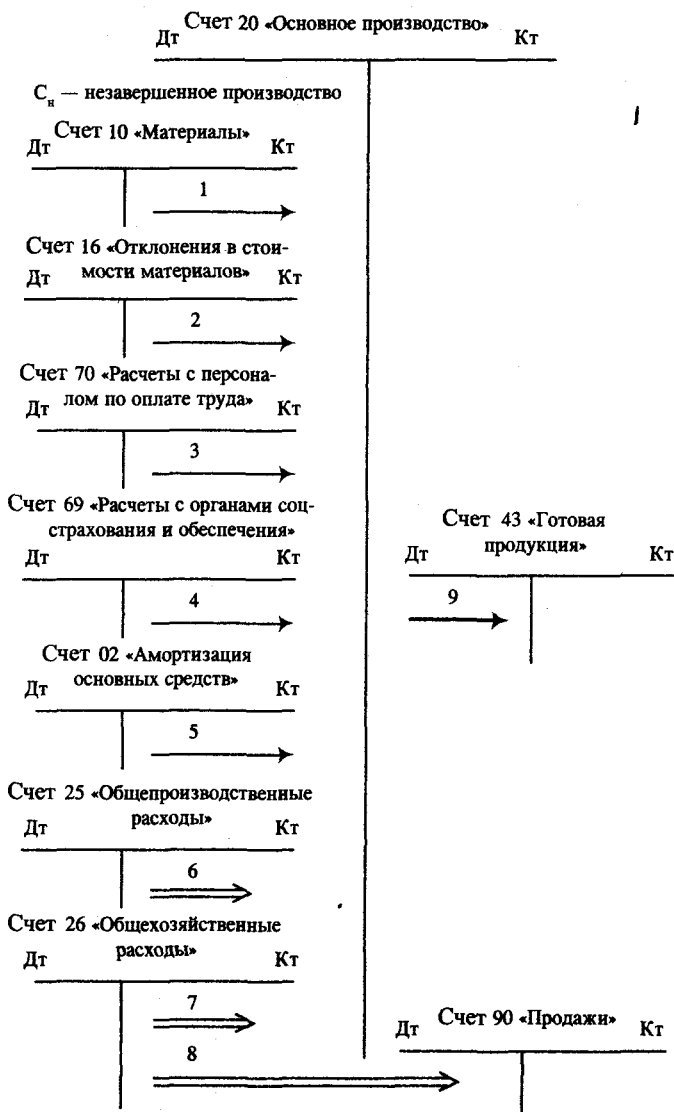 Счет 20 «Основное производство»
Дт Кт
Сн — незавершенное производство
Счет 10 «Материалы»
Дт Кт
1
Счет 16 «Отклонения в стои-
мости материалов»
Дт Кт
2
Счет 70 «Расчеты с персона-
лом по оплате труда»
Дт Кт
3
Счет 69 «Расчеты с органами соц-
страхования и обеспечения»
Дт Кт
4
Счет 43 «Готовая
продукция»
Дт Кт
9
Счет 02 «Амортизация
основных средств»
Дт Кт
5
Счет 25 «Общепроизводственные
расходы»
Дт Кт
6
Счет 26 «Общехозяйственные
расходы»
Дт Кт
7
8
Счет 90 «Продажи»
Дт Кт